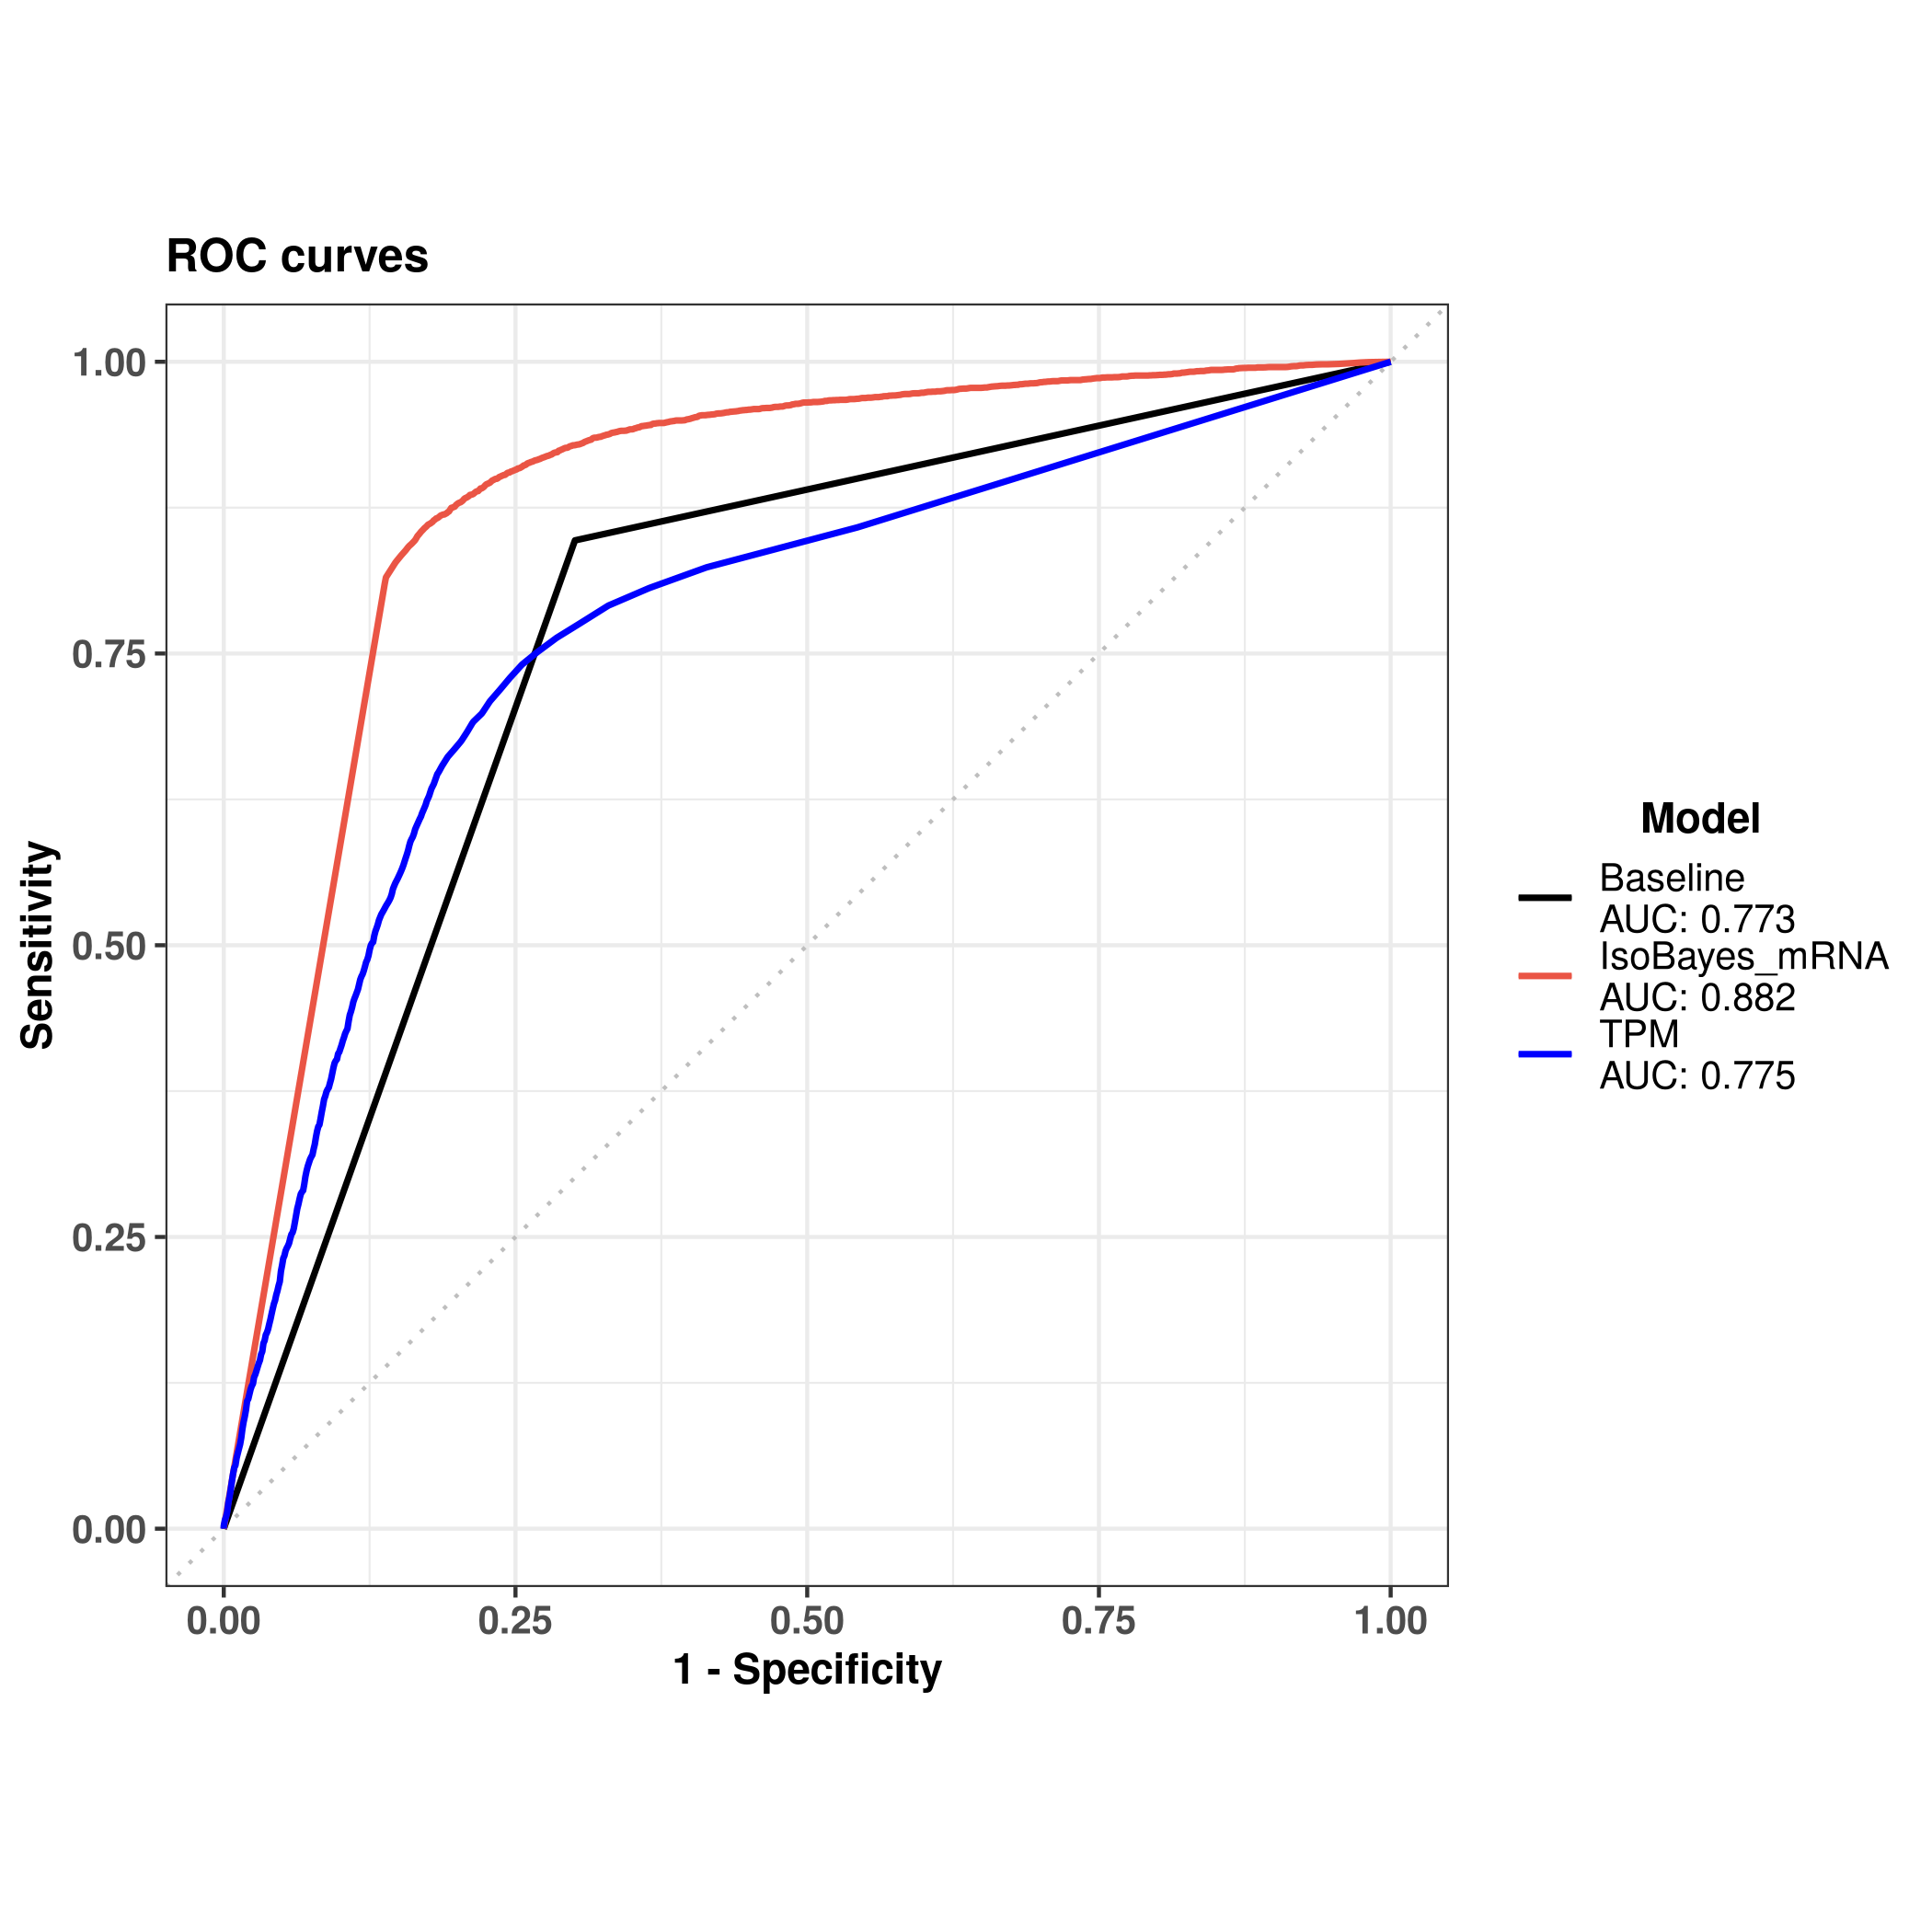 ROC curves
1.00
0.75
0.50
0.25
0.00
Sensitivity
0.00 0.25 0.50 0.75 1.00
1 - Specificity
Model
Baseline
AUC: 0.773
IsoBayes_mRNA
AUC: 0.882
TPM
AUC: 0.775